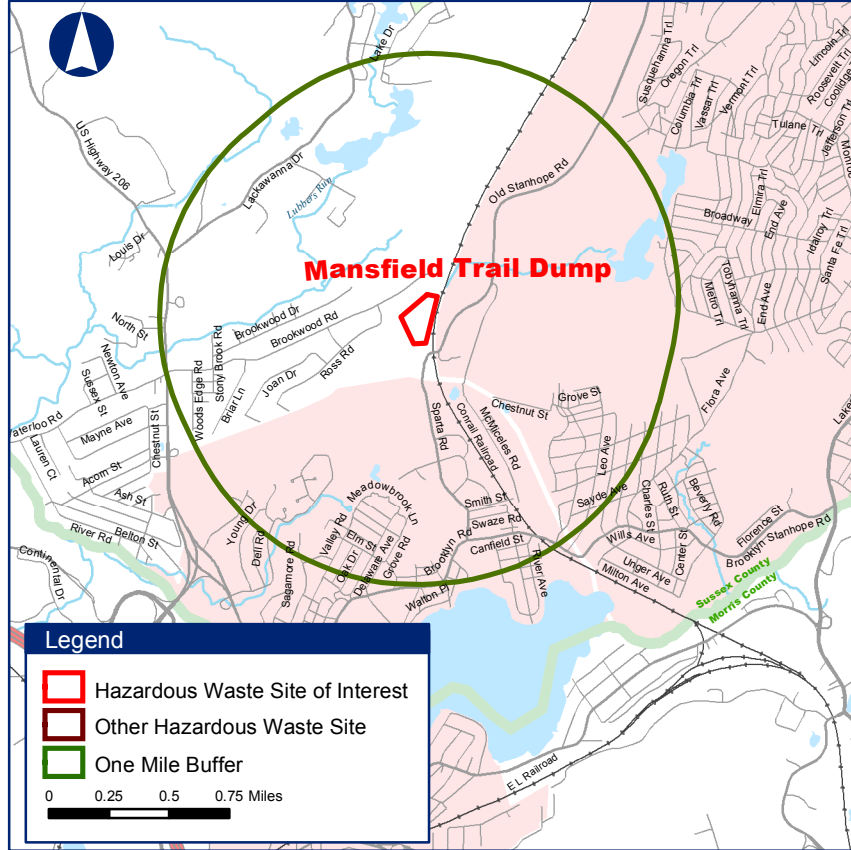 Lake Dr
US Highway 206
Lackawanna Dr
Lubber's Run
Louis Dr
Old Stanhope Rd
Susquehanna Trl
Oregon Trl
Columbia Trl
Vassar Trl
Vermont Trl
Lincoln Trl
Roosevelt Trl
Coolidge
Tulane Trl
Jefferson Trl
Monroe
Broadway
Elmira Trl
End Ave
Idalroy Trl
Santa Fe Trl
Tobyhanna Trl
Metro Trl
End Ave
Mansfield Trail Dump
North St
Brookwood Dr
Brookwood Rd
Stony Brook Rd
Woods Edge Rd
Briar Ln
Joan Dr
Ross Rd
Newton Ave
Sussex St
Waterloo Rd
Mayne Ave
Chestnut St
Lauren Ct
Acorn St
Ash St
River Rd
Belton St
Continental Dr
Sparta Rd
Conrail Railroad
McMiceles Rd
Chestnut St
Grove St
Leo Ave
Flora Ave
Lake
Sayde Ave
Charles St
Ruth St
Beverly Rd
Center St
Wills Ave
Unger Ave
Milton Ave
Florence St
Brooklyn Stanhope Rd
Sussex County
Morris County
Young Dr
Dell Rd
Sagamore Rd
Valley Rd
Oak Dr
Elm St
Delaware Ave
Grove Rd
Meadowbrook Ln
Brooklyn Rd
Smith St
Swaze Rd
Canfield St
River Ave
Walton Pl
E L Railroad
Legend
Hazardous Waste Site of Interest
Other Hazardous Waste Site
One Mile Buffer
0 0.25 0.5 0.75 Miles